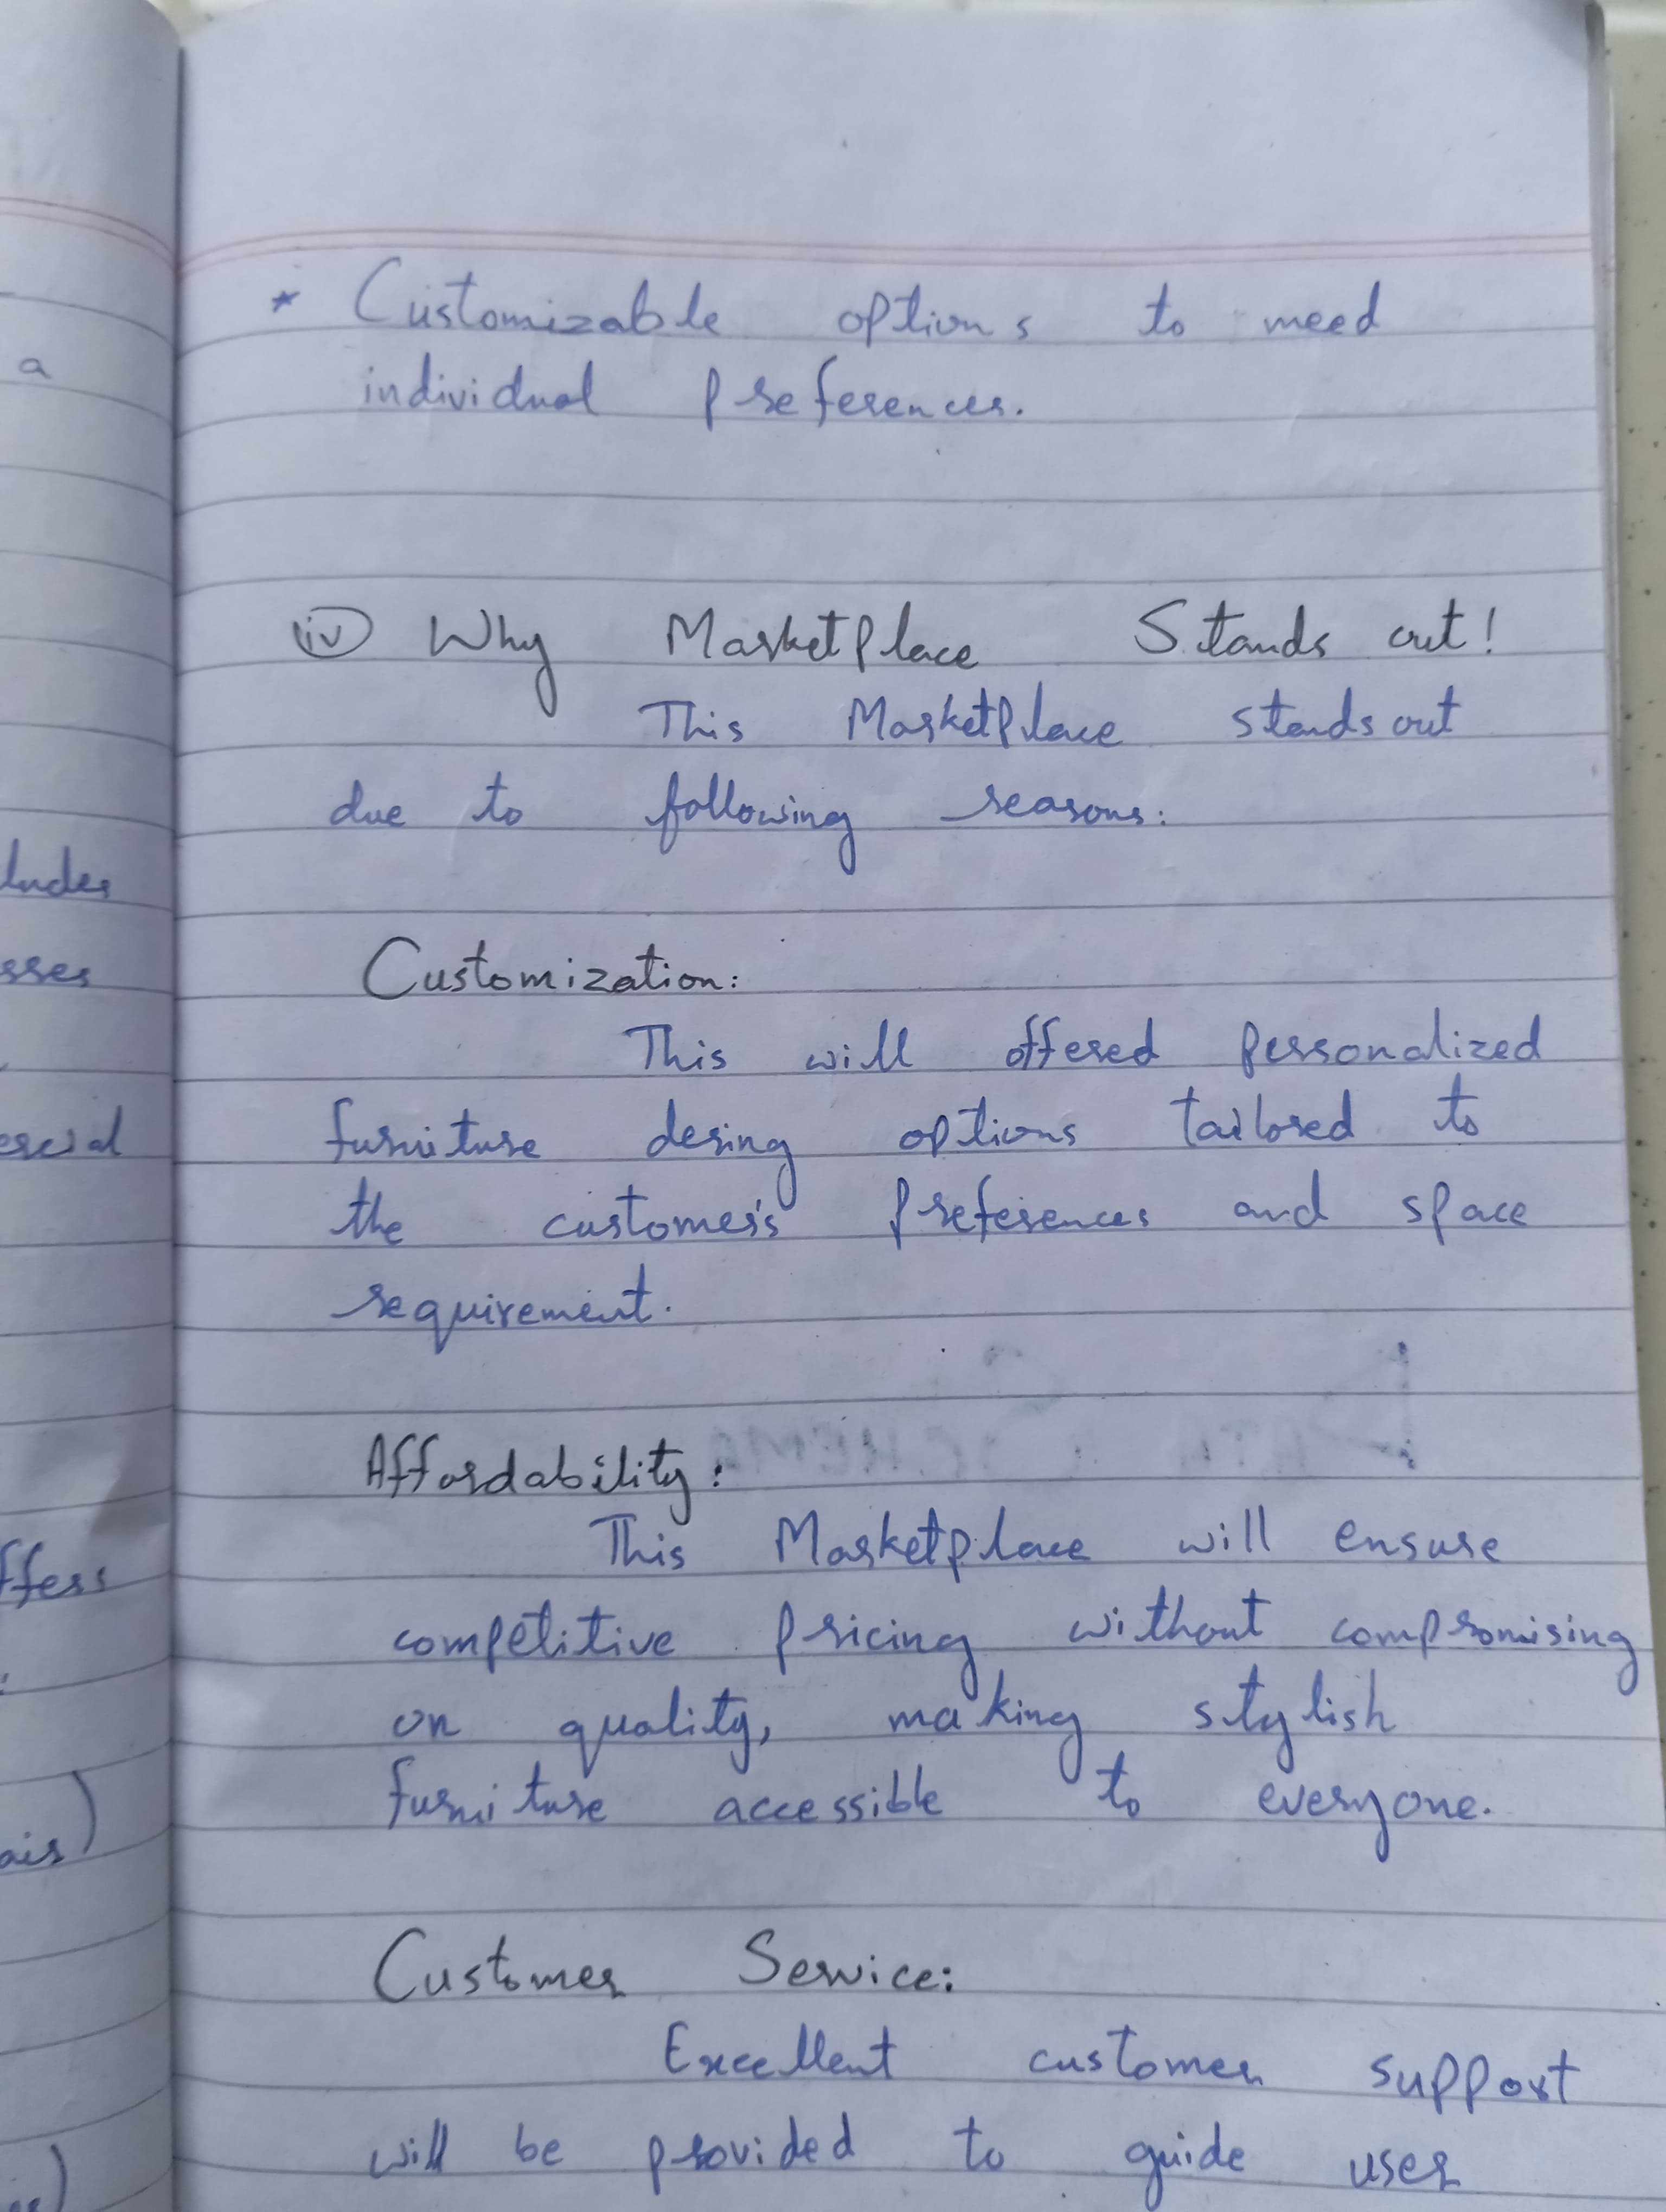 * Customizable options to meed
individual preferences.
(iv) Why MarketPlace Stands out!
This MarketPlace stands out
due to following reasons:
Customization:
This will offered personalized
furniture desing options tailored to
the customer's preferences and space
requirement.
Affordability:
This Marketplace will ensure
competitive pricing without compromising
on quality, making stylish
furniture accessible to everyone.
Customer Service:
Excellent customer support
will be provided to guide user
a
ludes
sses
ercial
ffers
)
air)
)
DATA SCHEMA